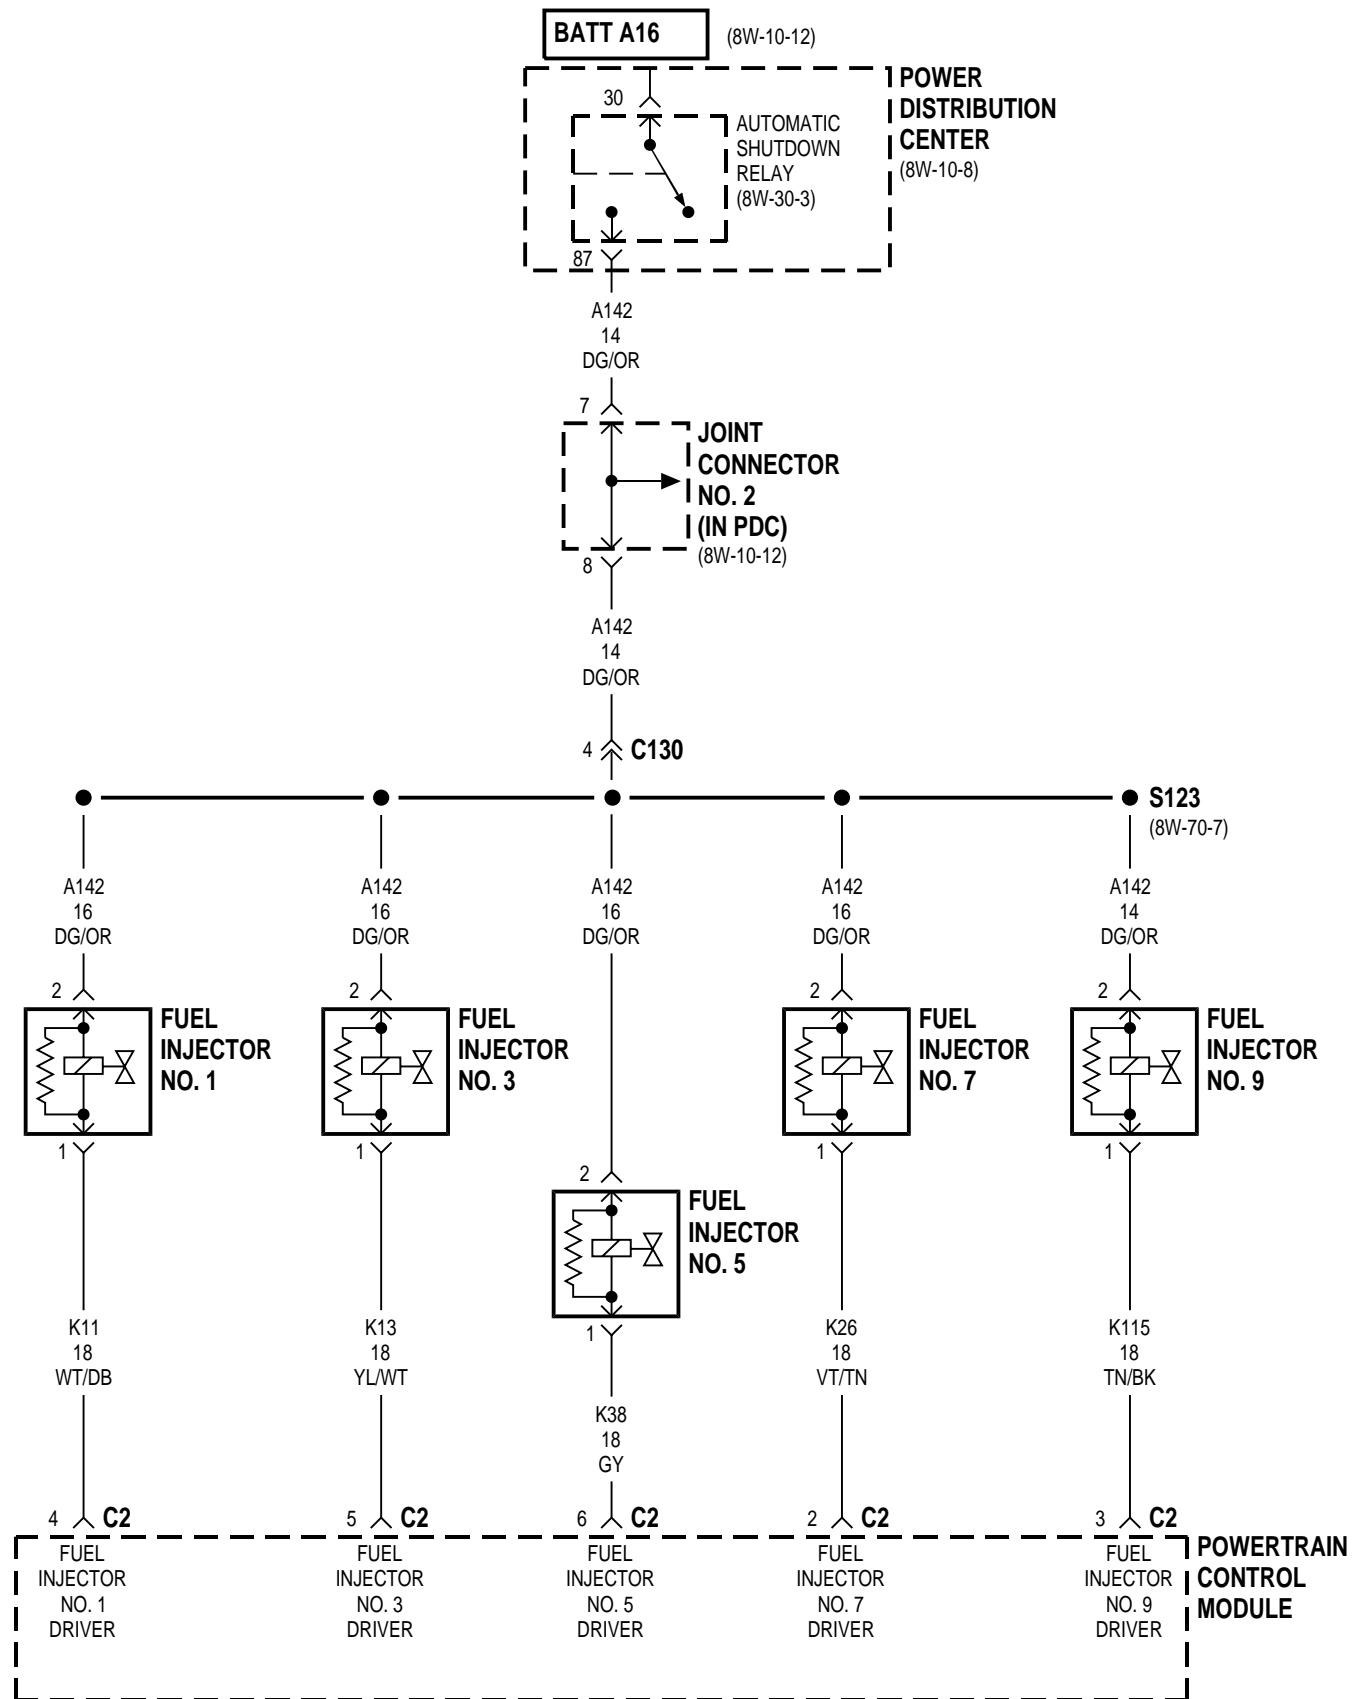 BATT A16
(8W-10-12)
POWER
DISTRIBUTION
CENTER
(8W-10-8)
30
AUTOMATIC
SHUTDOWN
RELAY
(8W-30-3)
87
A142
14
DG/OR
7
JOINT
CONNECTOR
NO. 2
(IN PDC)
(8W-10-12)
8
A142
14
DG/OR
4
C130
S123
(8W-70-7)
A142
16
DG/OR
A142
16
DG/OR
A142
16
DG/OR
A142
16
DG/OR
A142
14
DG/OR
2
FUEL
INJECTOR
NO. 1
1
2
FUEL
INJECTOR
NO. 3
1
2
FUEL
INJECTOR
NO. 5
1
2
FUEL
INJECTOR
NO. 7
1
2
FUEL
INJECTOR
NO. 9
1
K11
18
WT/DB
K13
18
YL/WT
K38
18
GY
K26
18
VT/TN
K115
18
TN/BK
4
C2
5
C2
6
C2
2
C2
3
C2
FUEL
INJECTOR
NO. 1
DRIVER
FUEL
INJECTOR
NO. 3
DRIVER
FUEL
INJECTOR
NO. 5
DRIVER
FUEL
INJECTOR
NO. 7
DRIVER
FUEL
INJECTOR
NO. 9
DRIVER
POWERTRAIN
CONTROL
MODULE